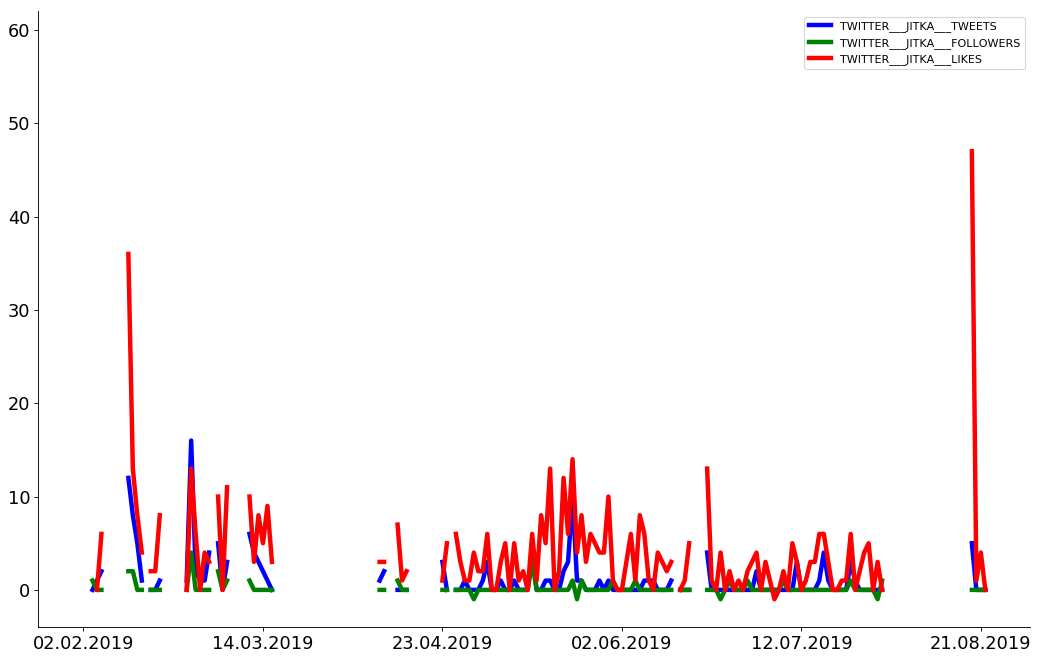 TWITTER___JITKA___TWEETS
TWITTER___JITKA___FOLLOWERS
TWITTER___JITKA___LIKES
60
50
40
30
20
10
0
02.02.2019 14.03.2019 23.04.2019 02.06.2019 12.07.2019 21.08.2019